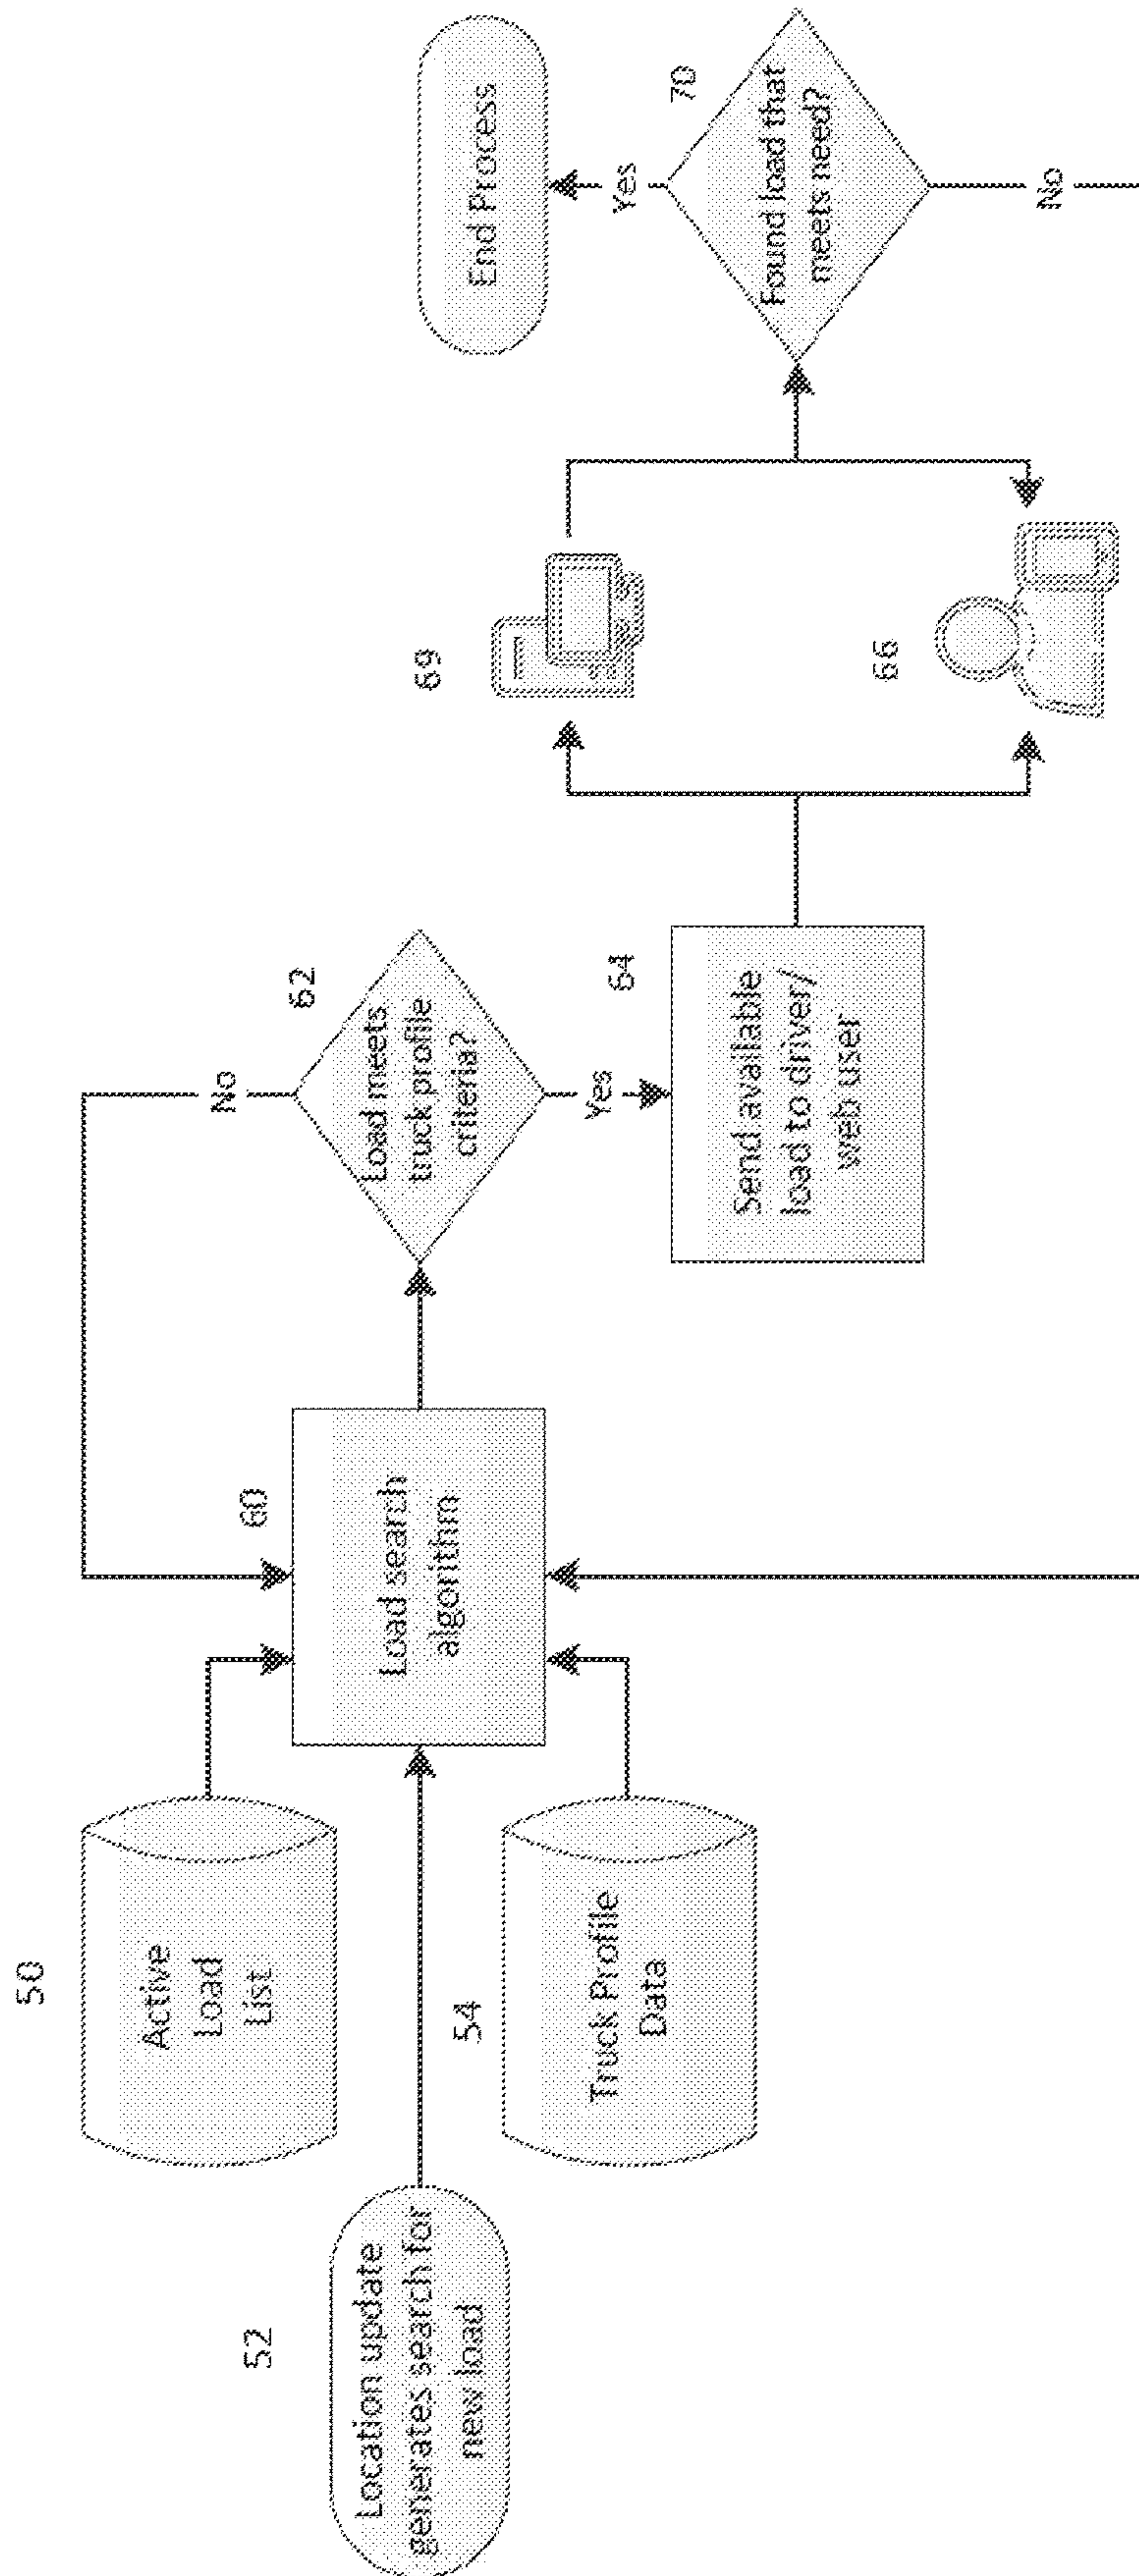 52
Location update
generates search for
new load
50
Active
Load
List
54
Truck Profile
Data
60
Load search
algorithm
No
62
Load meets
truck profile
criteria?
Yes
64
Send available
load to driver/
web user
69
66
70
Found load that
meets need?
Yes
End Process
No